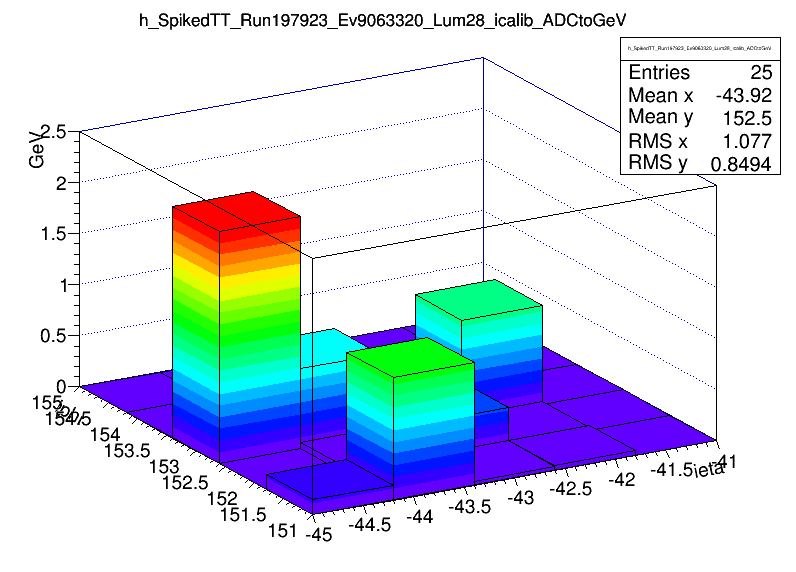 h_SpikedTT_Run197923_Ev9063320_Lum28_icalib_ADCtoGeV
h_SpikedTT_Run197923_Ev9063320_Lum28_icalib_ADCtoGeV
Entries 25
Mean x -43.92
Mean y 152.5
RMS x 1.077
RMS y 0.8494
GeV
2.5
2
1.5
1
0.5
0
155
154.5
154
153.5
153
152.5
152
151.5
151
-45
-44.5
-44
-43.5
-43
-42.5
-42
-41.5
-41
ieta